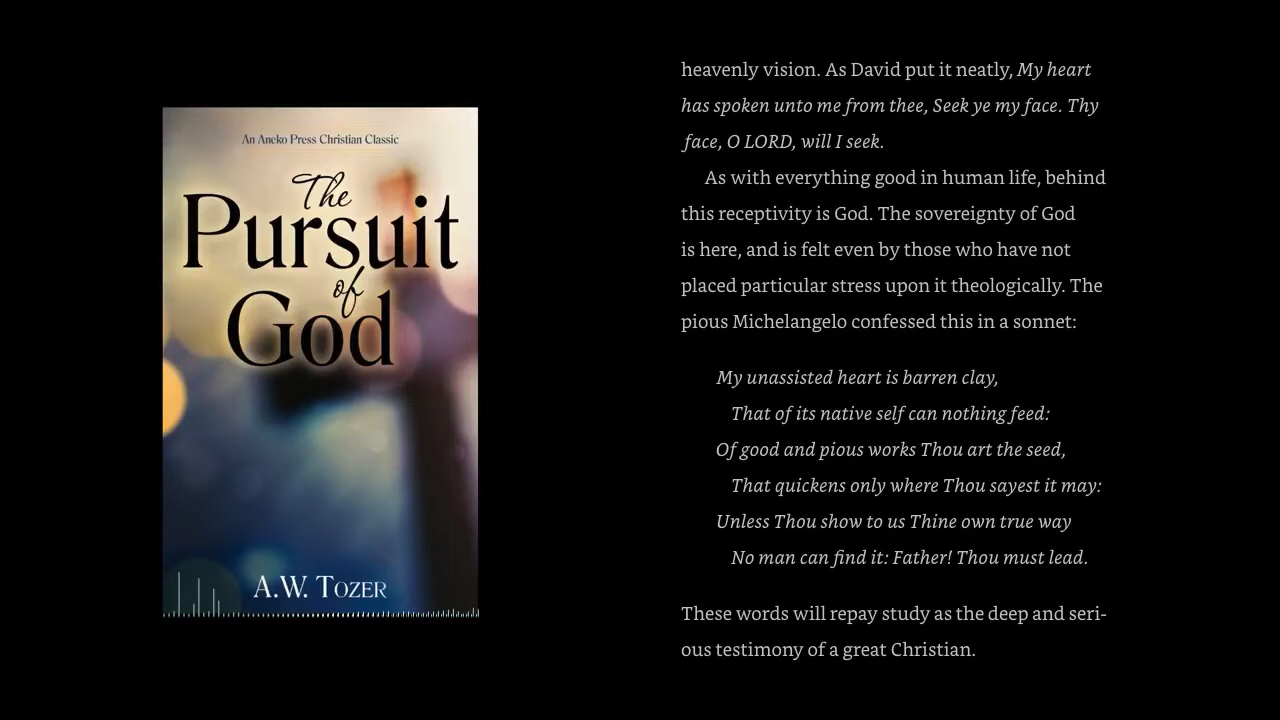 An Aneko Press Christian Classic
The
Pursuit
of
God
A.W. Tozer
heavenly vision. As David put it neatly, My heart
has spoken unto me from thee, Seek ye my face. Thy
face, O LORD, will I seek.
As with everything good in human life, behind
this receptivity is God. The sovereignty of God
is here, and is felt even by those who have not
placed particular stress upon it theologically. The
pious Michelangelo confessed this in a sonnet:
My unassisted heart is barren clay,
That of its native self can nothing feed:
Of good and pious works Thou art the seed,
That quickens only where Thou sayest it may:
Unless Thou show to us Thine own true way
No man can find it: Father! Thou must lead.
These words will repay study as the deep and seri-
ous testimony of a great Christian.